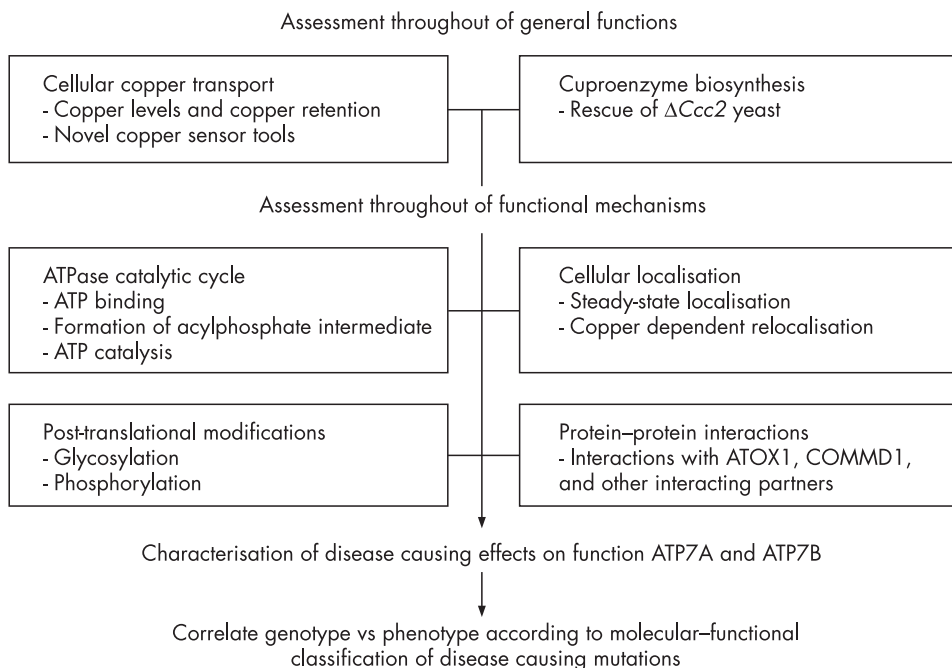 Assessment throughout of general functions
Cellular copper transport
- Copper levels and copper retention
- Novel copper sensor tools
Cuproenzyme biosynthesis
- Rescue of ΔCcc2 yeast
Assessment throughout of functional mechanisms
ATPase catalytic cycle
- ATP binding
- Formation of acylphosphate intermediate
- ATP catalysis
Cellular localisation
- Steady-state localisation
- Copper dependent relocalisation
Post-translational modifications
- Glycosylation
- Phosphorylation
Protein–protein interactions
- Interactions with ATOX1, COMMD1,
and other interacting partners
Characterisation of disease causing effects on function ATP7A and ATP7B
Correlate genotype vs phenotype according to molecular–functional
classification of disease causing mutations